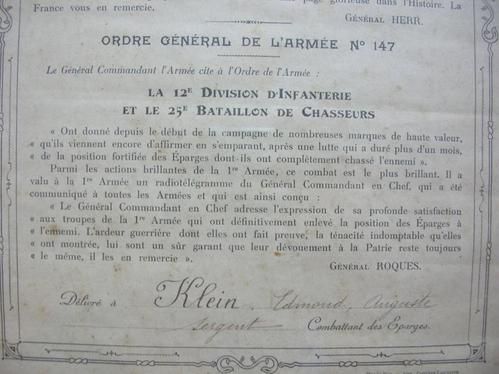 page glorieuse dans l'Histoire. La
France vous en remercie.
GÉNÉRAL HERR.
ORDRE GÉNÉRAL DE L'ARMÉE N° 147
Le Général Commandant l'Armée cite à l'Ordre de l'Armée :
LA 12E DIVISION D'INFANTERIE
ET LE 25E BATAILLON DE CHASSEURS
« Ont donné depuis le début de la campagne de nombreuses marques de haute valeur,
« qu'ils viennent encore d'affirmer en s'emparant, après une lutte qui a duré plus d'un mois,
« de la position fortifiée des Éparges dont ils ont complètement chassé l'ennemi ».
Parmi les actions brillantes de la 1re Armée, ce combat est le plus brillant. Il a
valu à la 1re Armée un radiotélégramme du Général Commandant en Chef, qui a été
communiqué à toutes les Armées et qui est ainsi conçu :
« Le Général Commandant en Chef adresse l'expression de sa profonde satisfaction
« aux troupes de la 1re Armée qui ont définitivement enlevé la position des Éparges à
« l'ennemi. L'ardeur guerrière dont elles ont fait preuve, la ténacité indomptable qu'elles
« ont montrée, lui sont un sûr garant que leur dévouement à la Patrie reste toujours
« le même, il les en remercie ».
GÉNÉRAL ROQUES.
Délivré à Klein, Edmond, Auguste
sergent Combattant des Eparges.